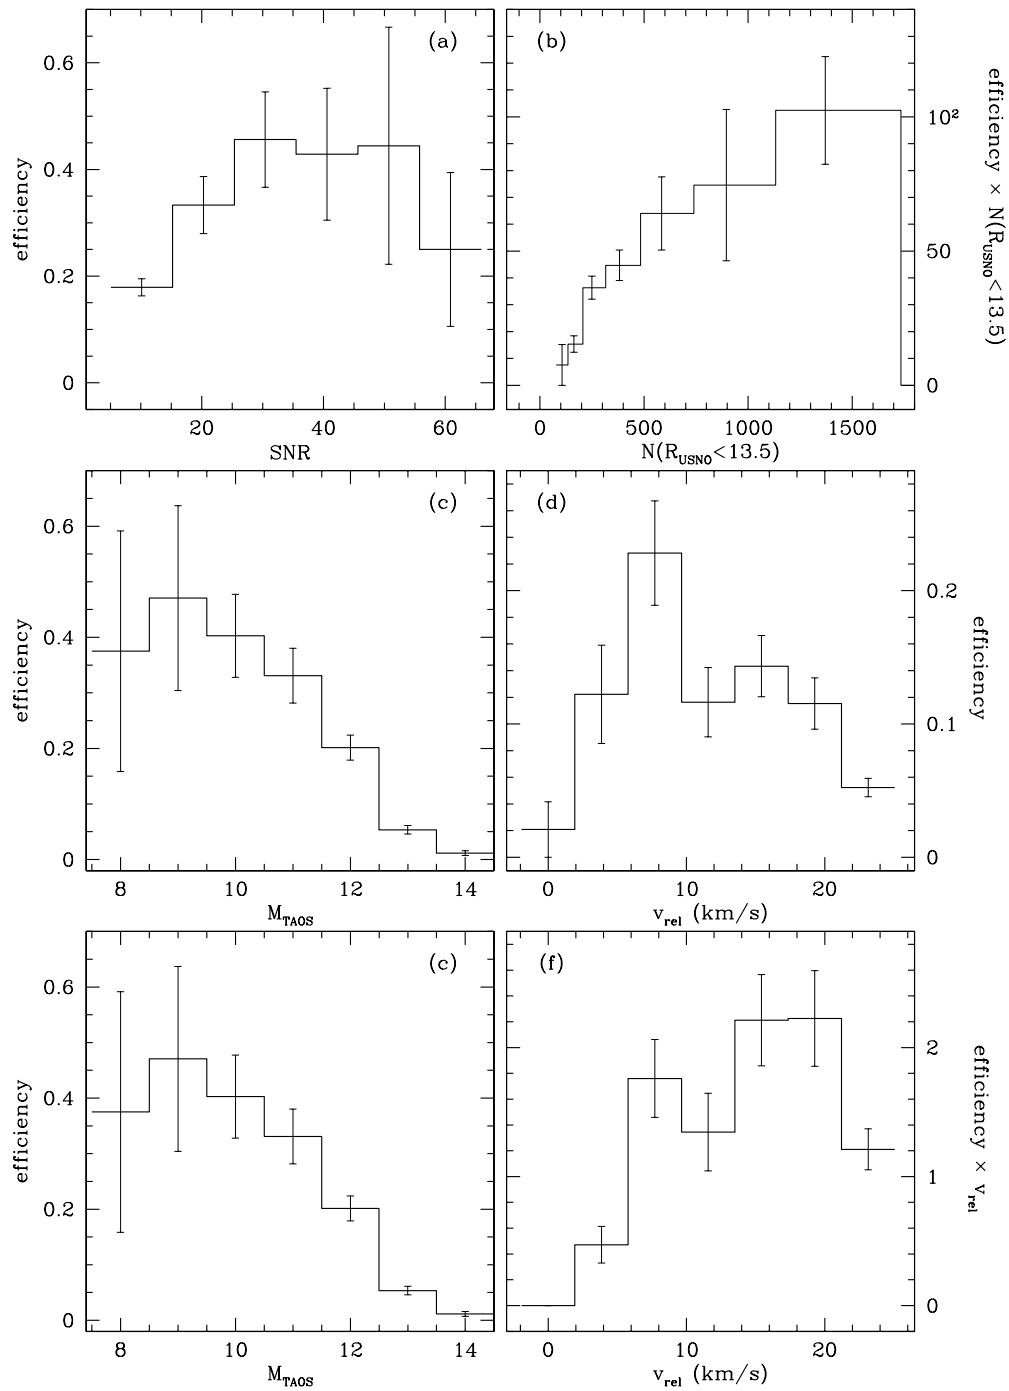 (a)
0.6
0.4
0.2
0
efficiency
20 40 60
SNR
(b)
10²
50
0
efficiency × N(R_USNO<13.5)
0 500 1000 1500
N(R_USNO<13.5)
(c)
0.6
0.4
0.2
0
efficiency
8 10 12 14
M_TAOS
(d)
0.2
0.1
0
efficiency
0 10 20
v_rel (km/s)
(c)
0.6
0.4
0.2
0
efficiency
8 10 12 14
M_TAOS
(f)
2
1
0
efficiency × v_rel
0 10 20
v_rel (km/s)